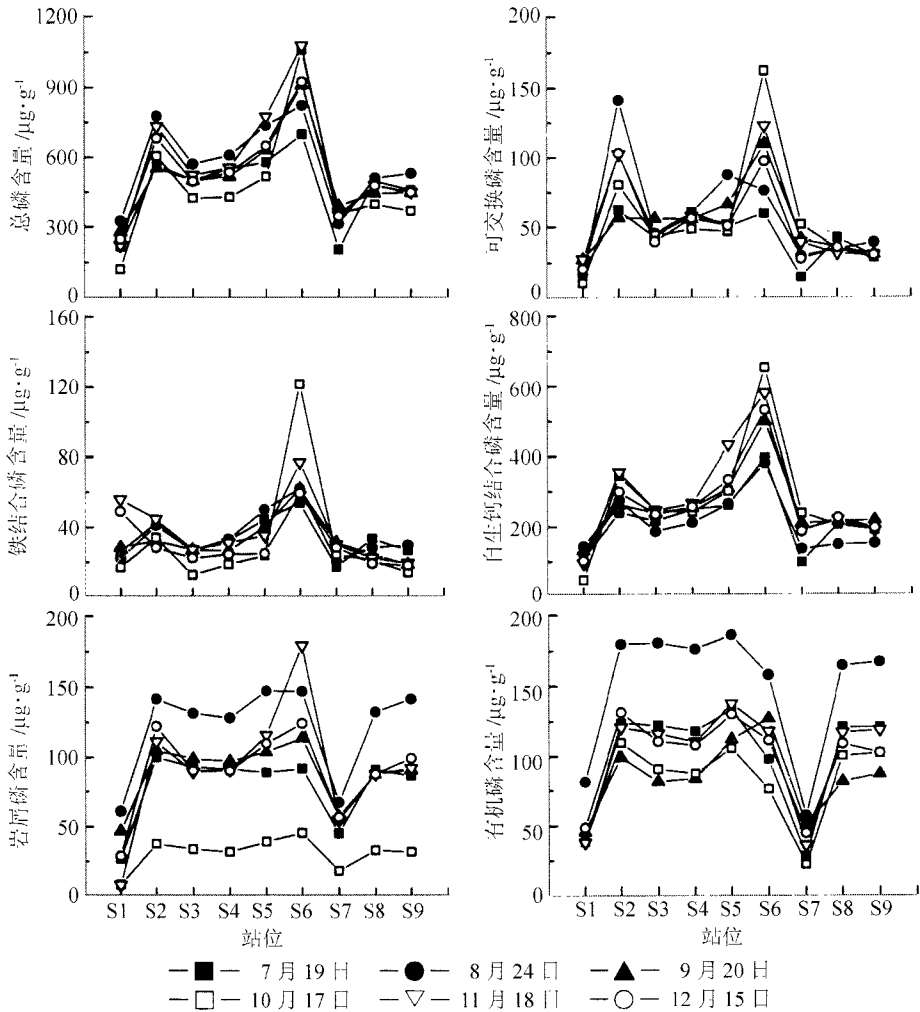 1200
900
600
300
0
总磷含量/μg·g-1
200
150
100
50
0
可交换磷含量/μg·g-1
160
120
80
40
0
铁结合磷含量/μg·g-1
800
600
400
200
0
自生钙结合磷含量/μg·g-1
200
150
100
50
0
岩屑磷含量/μg·g-1
S1 S2 S3 S4 S5 S6 S7 S8 S9
站位
200
150
100
50
0
有机磷含量/μg·g-1
S1 S2 S3 S4 S5 S6 S7 S8 S9
站位
7月19日 8月24日 9月20日
10月17日 11月18日 12月15日